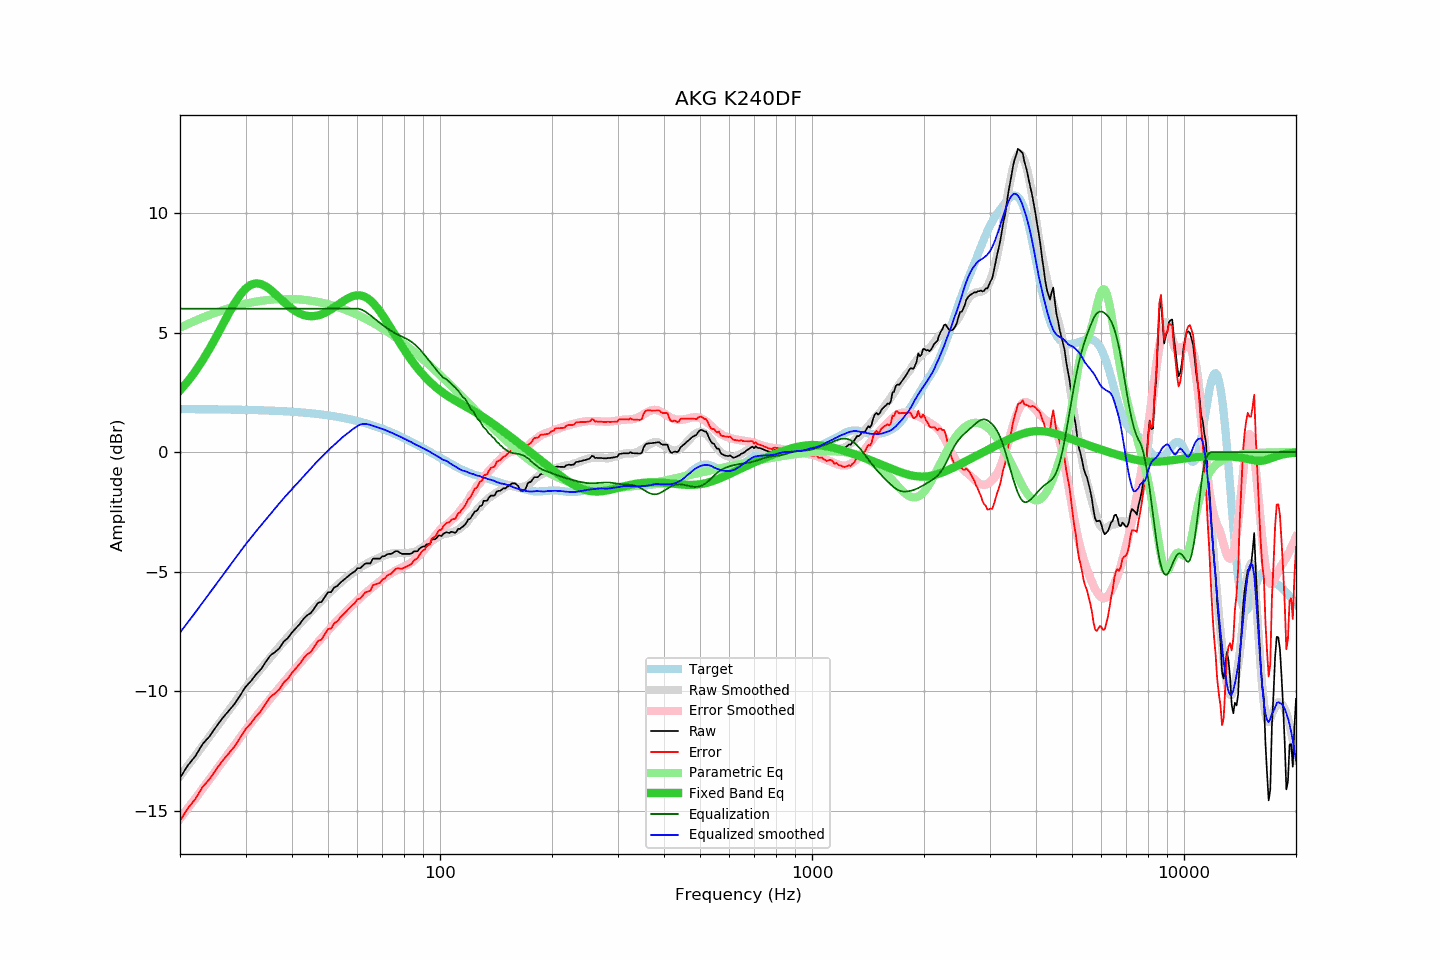 AKG K240DF
Amplitude (dBr)
10
5
0
−5
−10
−15
Target
Raw Smoothed
Error Smoothed
Raw
Error
Parametric Eq
Fixed Band Eq
Equalization
Equalized smoothed
100
1000
10000
Frequency (Hz)